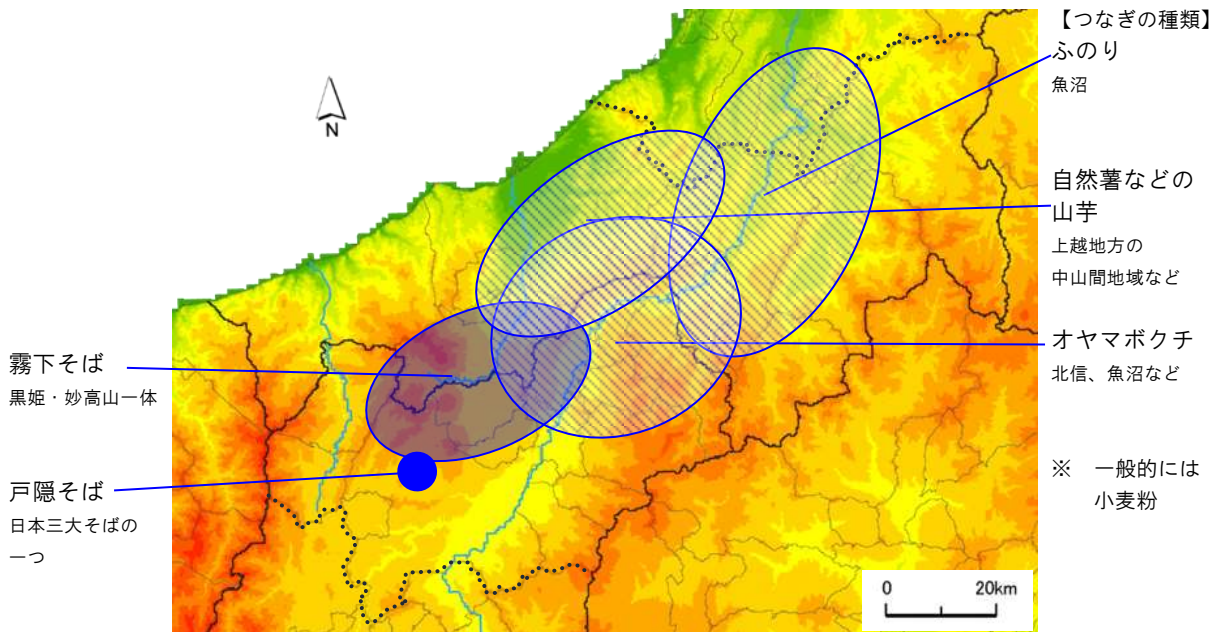 【つなぎの種類】
ふのり
魚沼
自然薯などの
山芋
上越地方の
中山間地域など
オヤマボクチ
北信、魚沼など
※ 一般的には
小麦粉
霧下そば
黒姫・妙高山一体
戸隠そば
日本三大そばの
一つ
N
0 20km